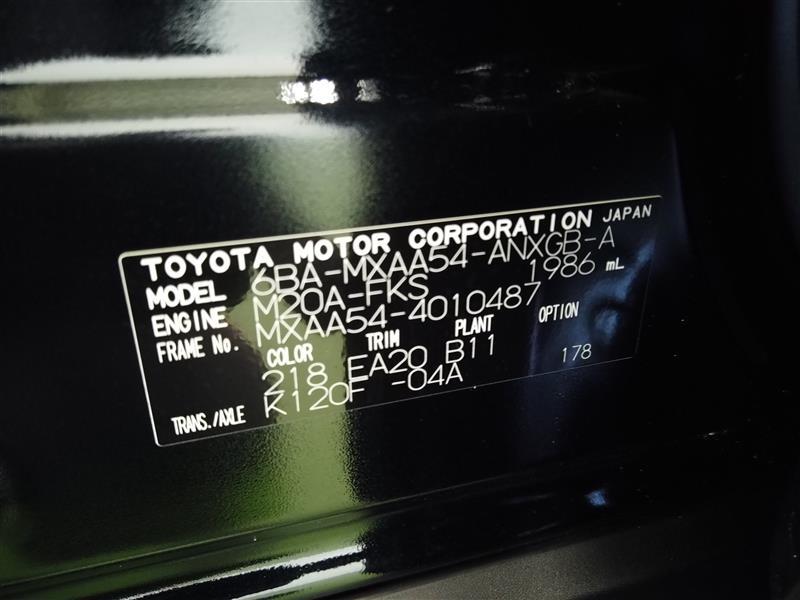 TOYOTA MOTOR CORPORATION JAPAN
MODEL 6BA-MXAA54-ANXGB-A
ENGINE M20A-FKS 1986 mL
FRAME No. MXAA54-4010487
COLOR TRIM PLANT OPTION
218 EA20 B11 178
TRANS./AXLE K120F -04A